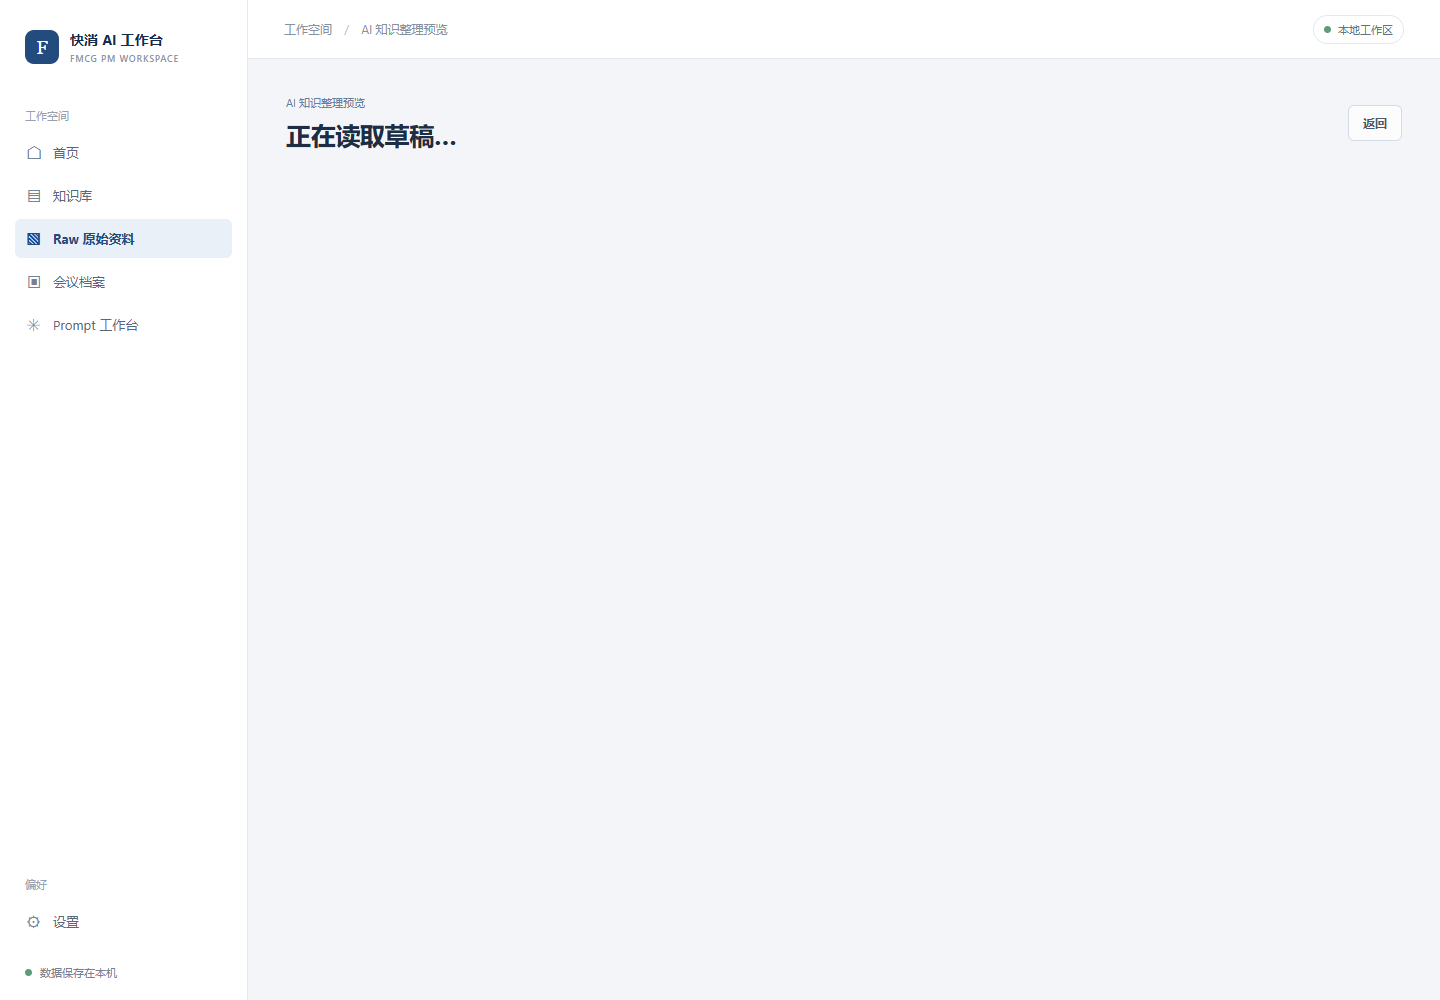 F
快消 AI 工作台
FMCG PM WORKSPACE
工作空间
首页
知识库
Raw 原始资料
会议档案
Prompt 工作台
偏好
设置
数据保存在本机
工作空间 / AI 知识整理预览
本地工作区
AI 知识整理预览
正在读取草稿...
返回